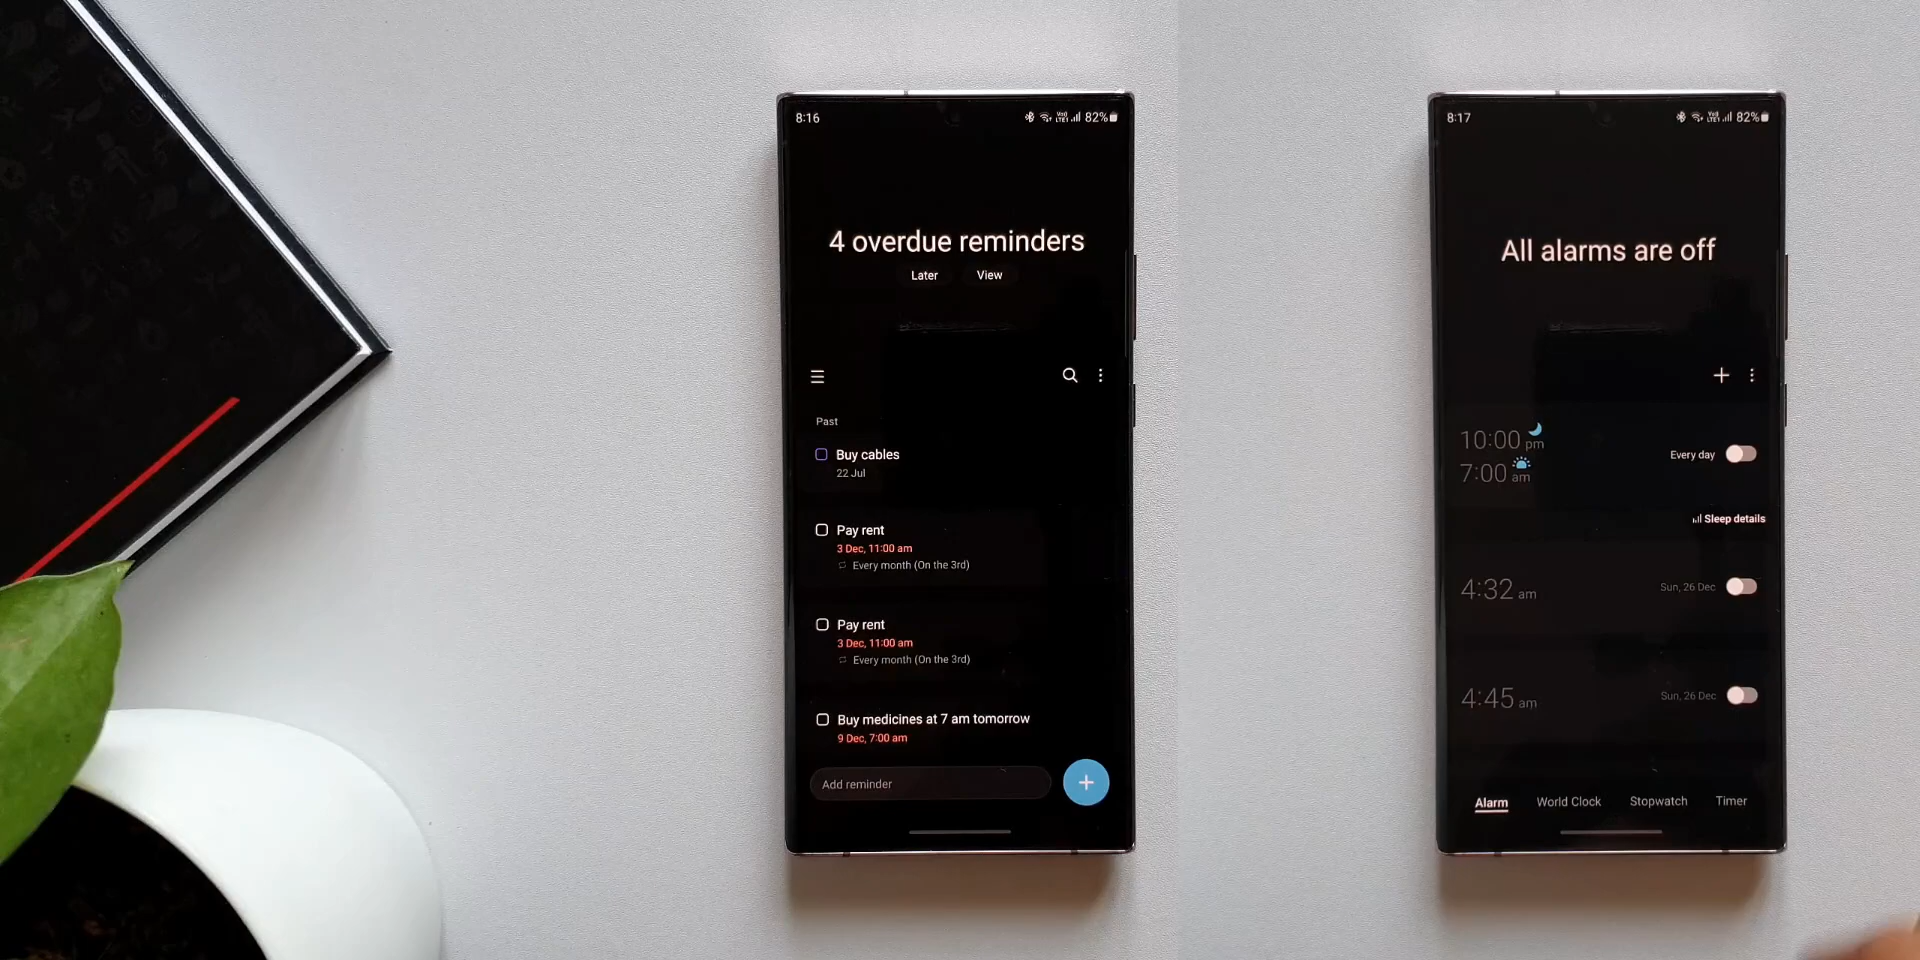 8:16
82%
4 overdue reminders
Later View
Past
Buy cables
22 Jul
Pay rent
3 Dec, 11:00 am
Every month (On the 3rd)
Pay rent
3 Dec, 11:00 am
Every month (On the 3rd)
Buy medicines at 7 am tomorrow
9 Dec, 7:00 am
Add reminder
8:17
82%
All alarms are off
10:00 pm
7:00 am
Every day
Sleep details
4:32 am
Sun, 26 Dec
4:45 am
Sun, 26 Dec
Alarm World Clock Stopwatch Timer